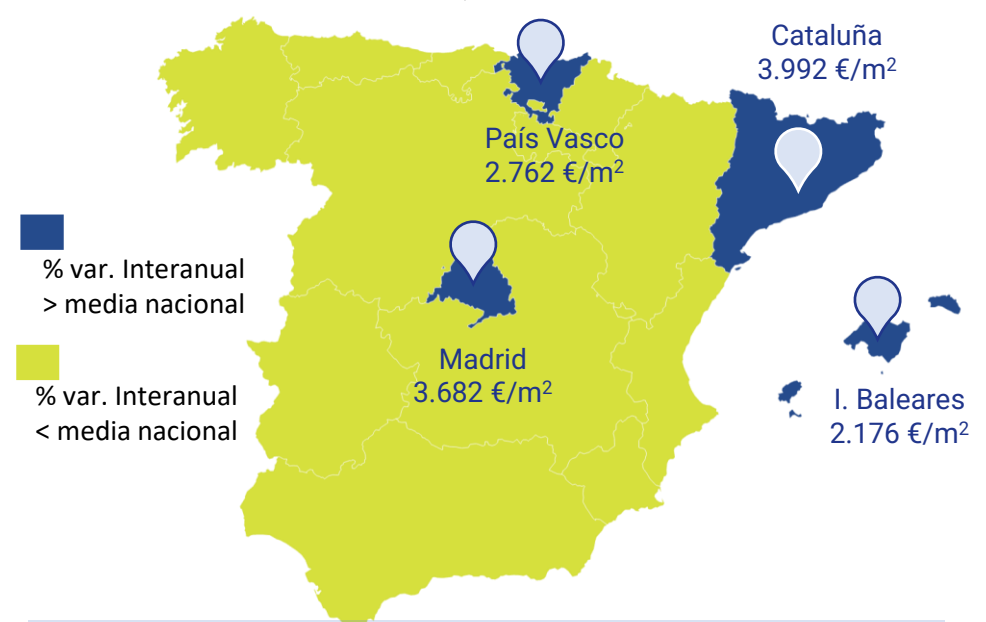 Cataluña
3.992 €/m²
País Vasco
2.762 €/m²
% var. Interanual
> media nacional
Madrid
3.682 €/m²
% var. Interanual
< media nacional
I. Baleares
2.176 €/m²